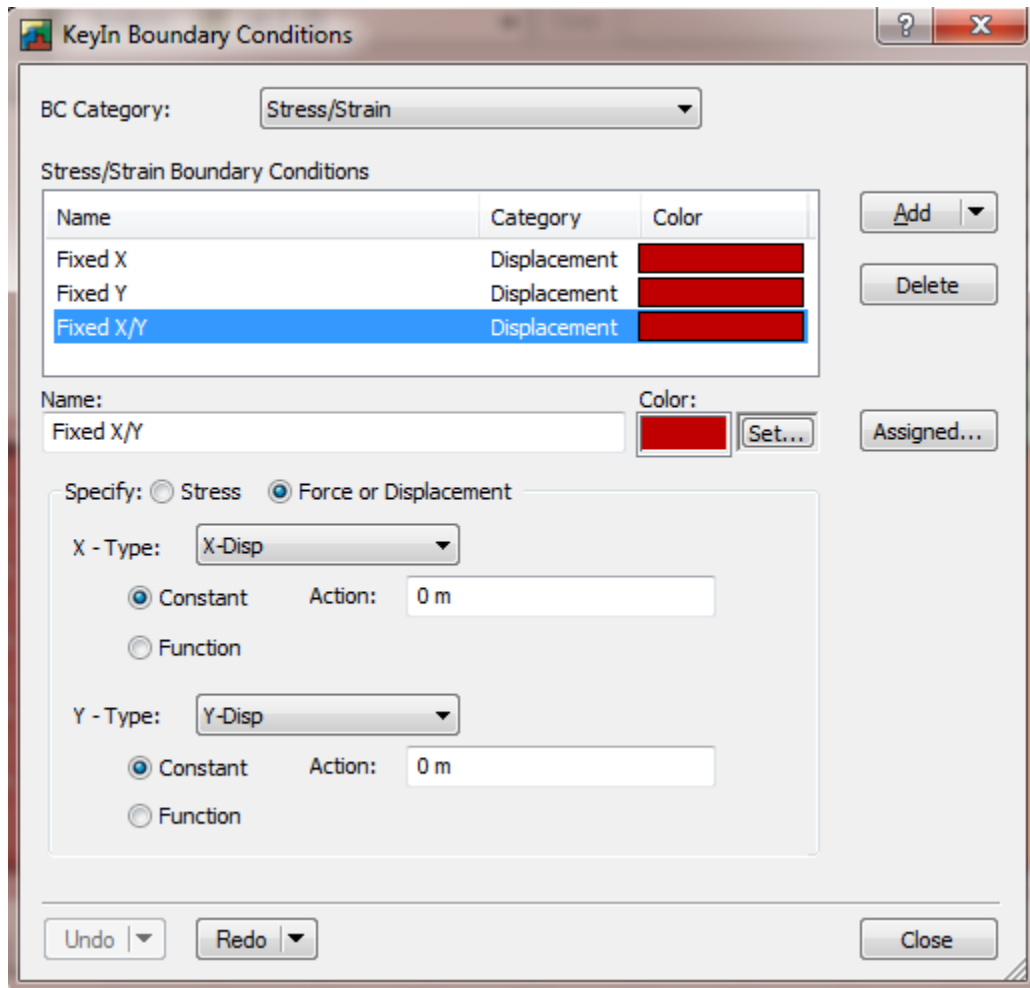 KeyIn Boundary Conditions
?
BC Category: Stress/Strain
Stress/Strain Boundary Conditions
Name Category Color
Add
Fixed X Displacement
Fixed Y Displacement
Delete
Fixed X/Y Displacement
Name: Color:
Fixed X/Y Set... Assigned...
Specify: Stress Force or Displacement
X - Type: X-Disp
Constant Action: 0 m
Function
Y - Type: Y-Disp
Constant Action: 0 m
Function
Undo Redo Close